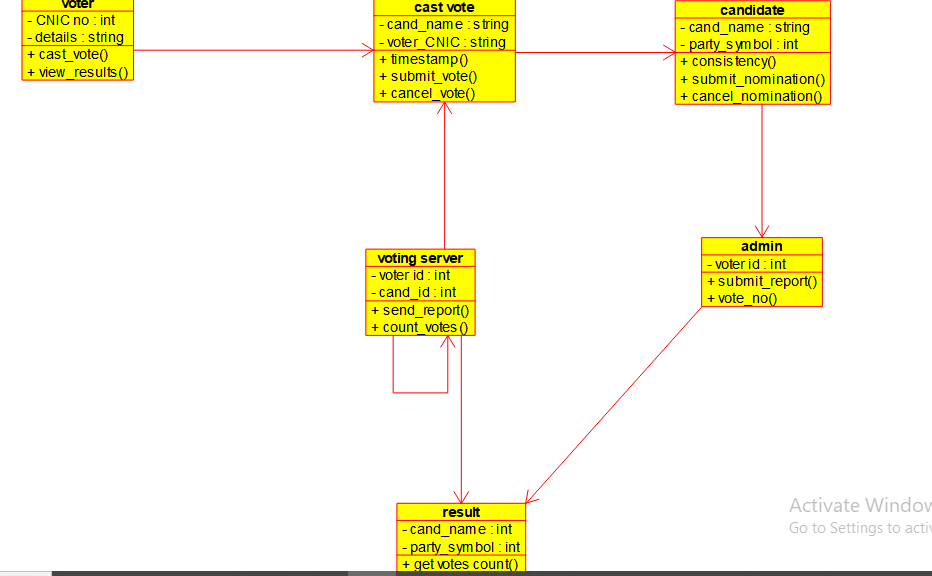 voter
- CNIC no : int
- details : string
+ cast_vote()
+ view_results()
cast vote
- cand_name : string
- voter_CNIC : string
+ timestamp()
+ submit_vote()
+ cancel_vote()
candidate
- cand_name : string
- party_symbol : int
+ consistency()
+ submit_nomination()
+ cancel_nomination()
voting server
- voter id : int
- cand_id : int
+ send_report()
+ count_votes()
admin
- voter id : int
+ submit_report()
+ vote_no()
result
- cand_name : int
- party_symbol : int
+ get votes count()
Activate Window
Go to Settings to activ